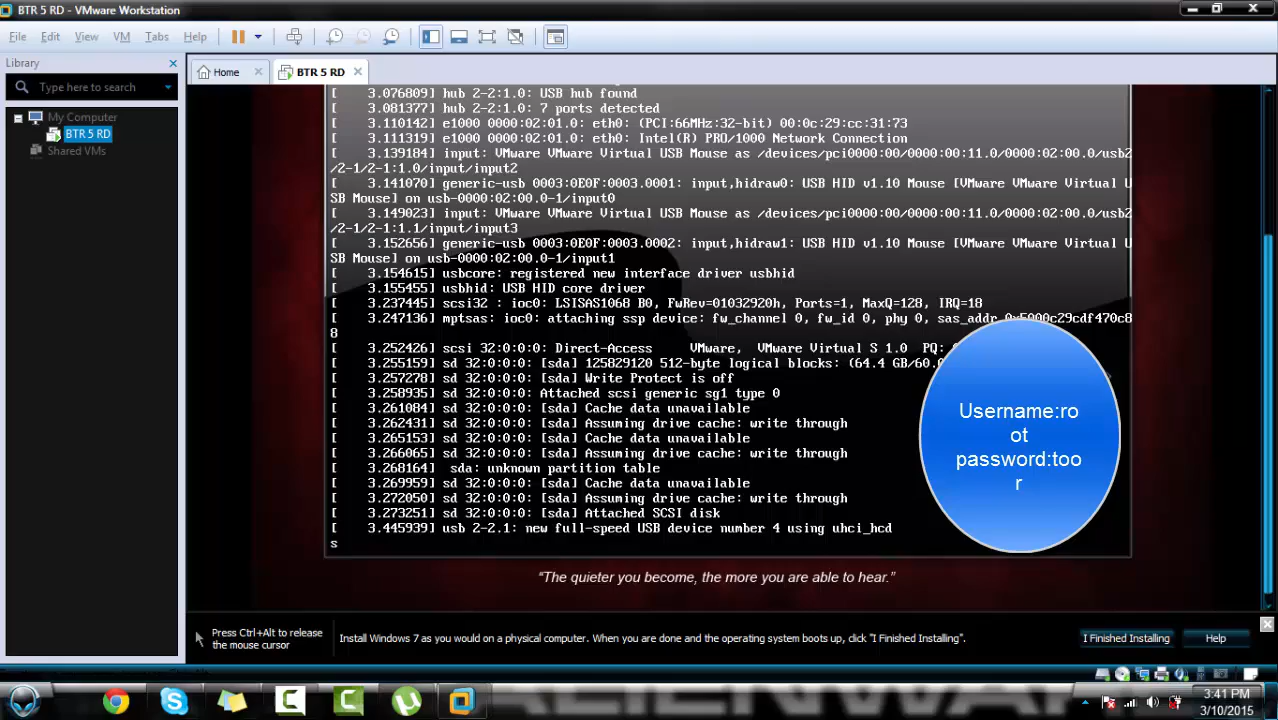 BTR 5 RD - VMware Workstation
File Edit View VM Tabs Help
Library
Type here to search
My Computer
BTR 5 RD
Shared VMs
Home
BTR 5 RD
[    3.076809] hub 2-2:1.0: USB hub found
[    3.081377] hub 2-2:1.0: 7 ports detected
[    3.110142] e1000 0000:02:01.0: eth0: (PCI:66MHz:32-bit) 00:0c:29:cc:31:73
[    3.111319] e1000 0000:02:01.0: eth0: Intel(R) PRO/1000 Network Connection
[    3.139184] input: VMware VMware Virtual USB Mouse as /devices/pci0000:00/0000:00:11.0/0000:02:00.0/usb2
/2-1/2-1:1.0/input/input2
[    3.141070] generic-usb 0003:0E0F:0003.0001: input,hidraw0: USB HID v1.10 Mouse [VMware VMware Virtual U
SB Mouse] on usb-0000:02:00.0-1/input0
[    3.149023] input: VMware VMware Virtual USB Mouse as /devices/pci0000:00/0000:00:11.0/0000:02:00.0/usb2
/2-1/2-1:1.1/input/input3
[    3.152656] generic-usb 0003:0E0F:0003.0002: input,hidraw1: USB HID v1.10 Mouse [VMware VMware Virtual U
SB Mouse] on usb-0000:02:00.0-1/input1
[    3.154615] usbcore: registered new interface driver usbhid
[    3.155455] usbhid: USB HID core driver
[    3.237445] scsi32 : ioc0: LSISAS1068 B0, FwRev=01032920h, Ports=1, MaxQ=128, IRQ=18
[    3.247136] mptsas: ioc0: attaching ssp device: fw_channel 0, fw_id 0, phy 0, sas_addr 0x5000c29cdf470c8
8
[    3.252426] scsi 32:0:0:0: Direct-Access     VMware,  VMware Virtual S 1.0  PQ:
[    3.255159] sd 32:0:0:0: [sda] 125829120 512-byte logical blocks: (64.4 GB/60.0
[    3.257278] sd 32:0:0:0: [sda] Write Protect is off
[    3.258935] sd 32:0:0:0: Attached scsi generic sg1 type 0
[    3.261084] sd 32:0:0:0: [sda] Cache data unavailable
[    3.262431] sd 32:0:0:0: [sda] Assuming drive cache: write through
[    3.265153] sd 32:0:0:0: [sda] Cache data unavailable
[    3.266065] sd 32:0:0:0: [sda] Assuming drive cache: write through
[    3.268164]  sda: unknown partition table
[    3.269959] sd 32:0:0:0: [sda] Cache data unavailable
[    3.272050] sd 32:0:0:0: [sda] Assuming drive cache: write through
[    3.273251] sd 32:0:0:0: [sda] Attached SCSI disk
[    3.445939] usb 2-2.1: new full-speed USB device number 4 using uhci_hcd
s
Username:ro
ot
password:too
r
“The quieter you become, the more you are able to hear.”
Press Ctrl+Alt to release
the mouse cursor
Install Windows 7 as you would on a physical computer. When you are done and the operating system boots up, click "I Finished Installing".
I Finished Installing
Help
ALIENWAR
3:41 PM
3/10/2015